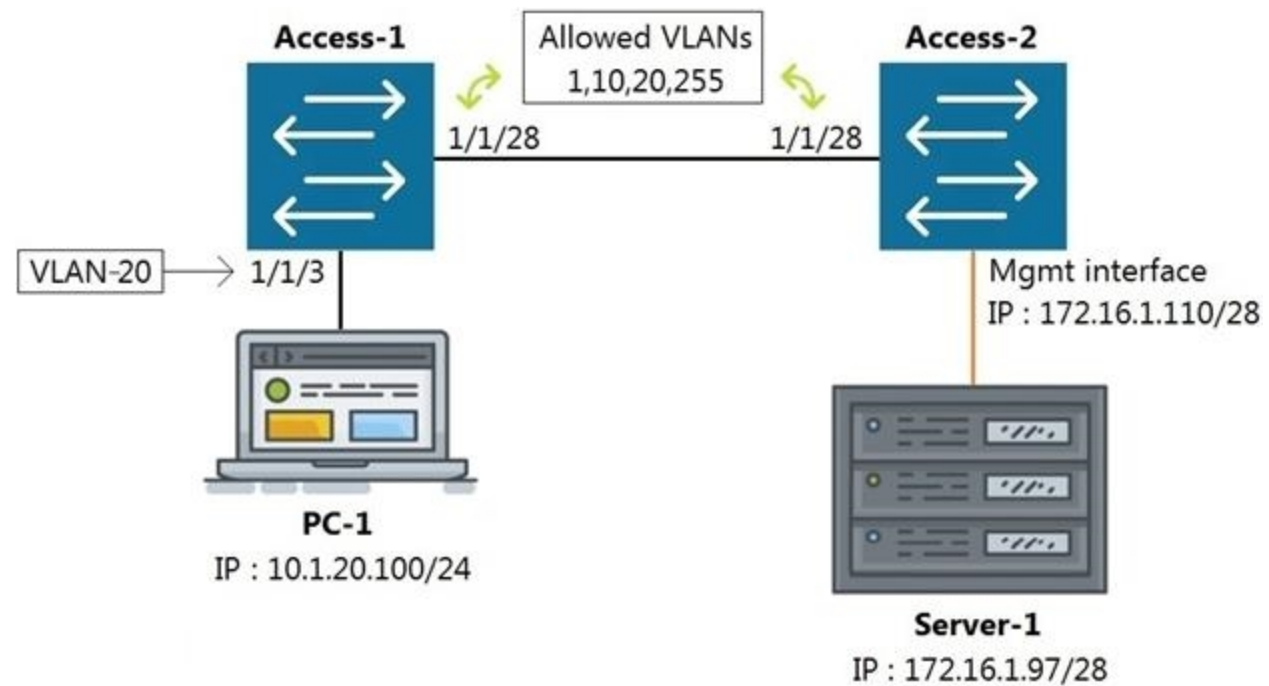 Access-1
Allowed VLANs
1,10,20,255
Access-2
1/1/28
1/1/28
VLAN-20
1/1/3
Mgmt interface
IP : 172.16.1.110/28
PC-1
IP : 10.1.20.100/24
Server-1
IP : 172.16.1.97/28